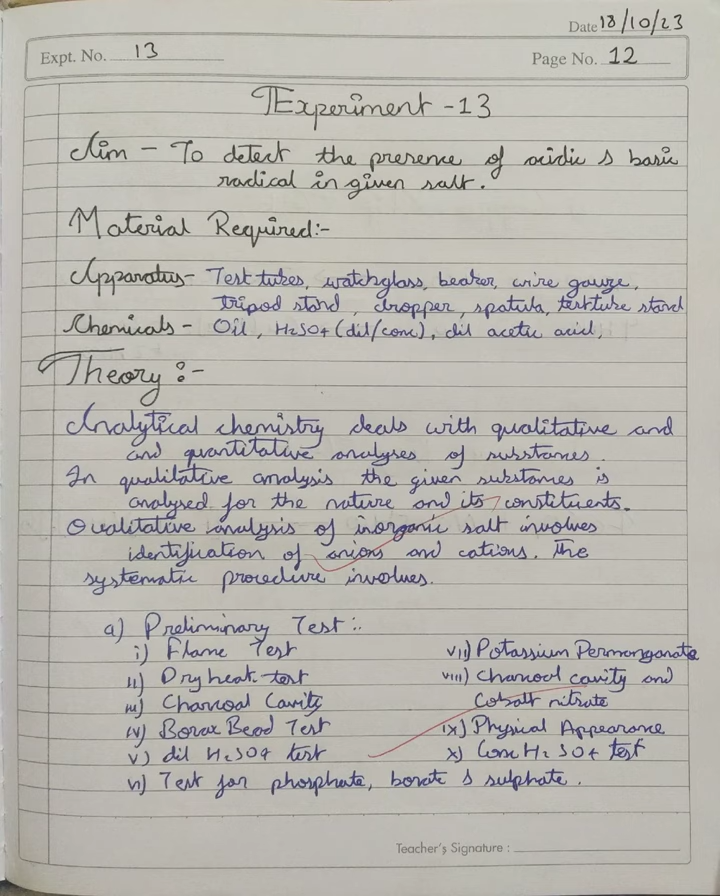 Date 18/10/23
Expt. No. 13
Page No. 12
Experiment - 13
Aim - To detect the presence of acidic & basic
radical in given salt.
Material Required:-
Apparatus- Test tubes, watchglass, beaker, wire gauze,
tripod stand, dropper, spatula, testtube stand
Chemicals - Oil, H2SO4 (dil/conc), dil acetic acid,
Theory :-
Analytical chemistry deals with qualitative and
and quantitative analyses of substances.
In qualitative analysis the given substances is
analysed for the nature and its constituents.
Qualitative analysis of inorganic salt involves
identification of anions and cations. The
systematic procedure involves.
a) Preliminary Test :.
i) Flame Test
ii) Dry heat test
iii) Charcoal Cavity
iv) Borax Bead Test
v) dil H2SO4 test
vi) Test for phosphate, borate & sulphate.
vii) Potassium Permanganate
viii) Charcoal cavity and
Cobalt nitrate
ix) Physical Appearance
x) Conc H2SO4 test
Teacher's Signature :